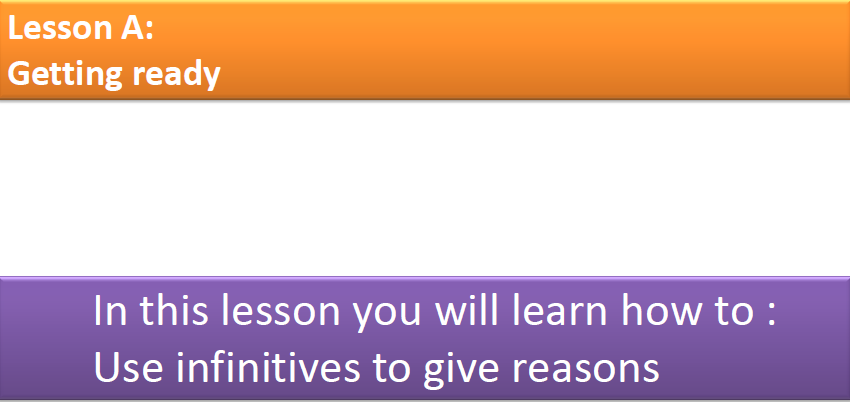 Lesson A:
Getting ready
In this lesson you will learn how to :
Use infinitives to give reasons